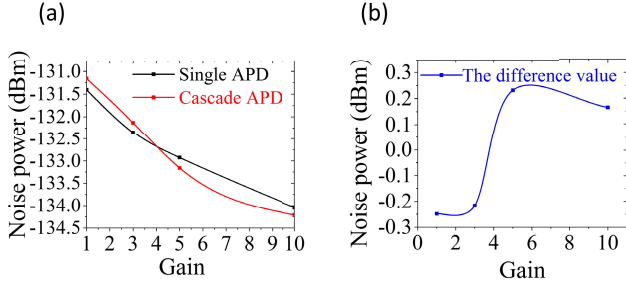 (a)
Noise power (dBm)
-131.0
-131.5
-132.0
-132.5
-133.0
-133.5
-134.0
-134.5
Single APD
Cascade APD
1 2 3 4 5 6 7 8 9 10
Gain
(b)
Noise power (dBm)
0.3
0.2
0.1
0.0
-0.1
-0.2
-0.3
The difference value
0 2 4 6 8 10
Gain